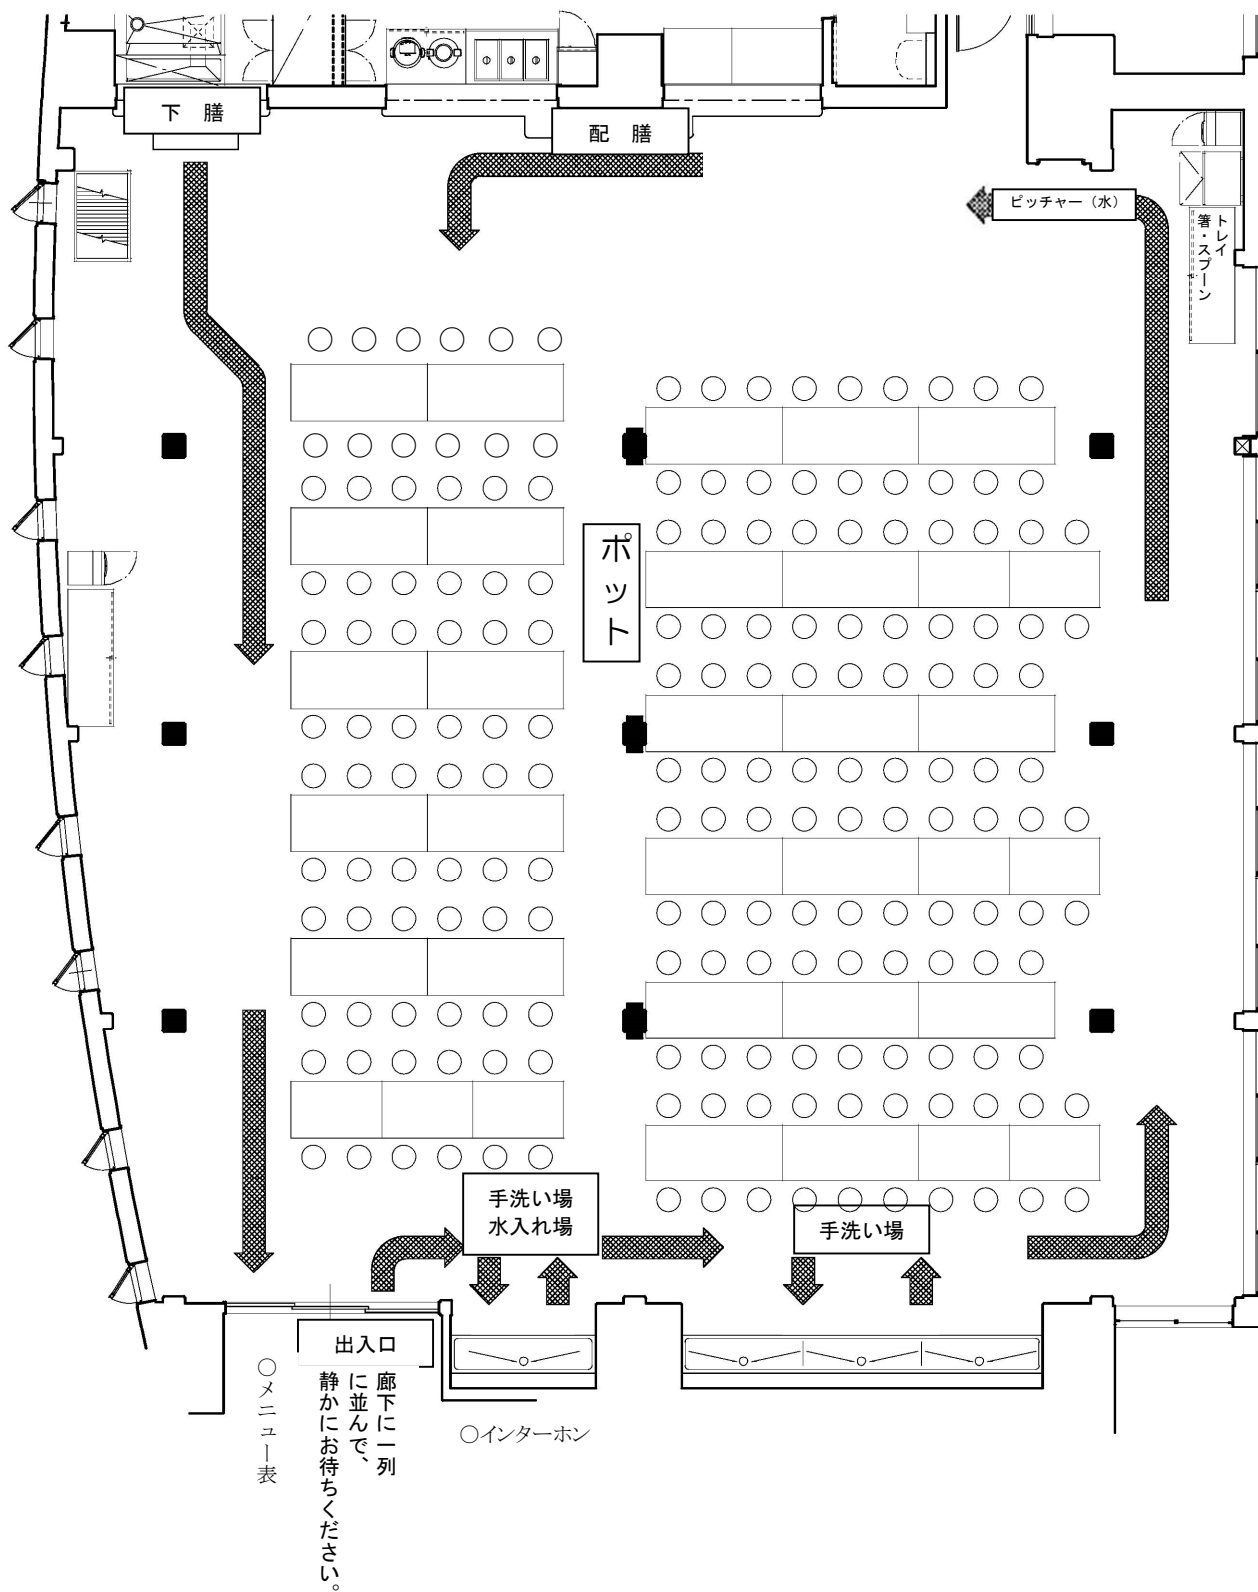 下 膳
配 膳
ピッチャー（水）
トレイ
箸・スプーン
ポット
手洗い場
水入れ場
手洗い場
出入口
廊下に一列
に並んで、
静かにお待ちください。
○メニュー表
○インターホン